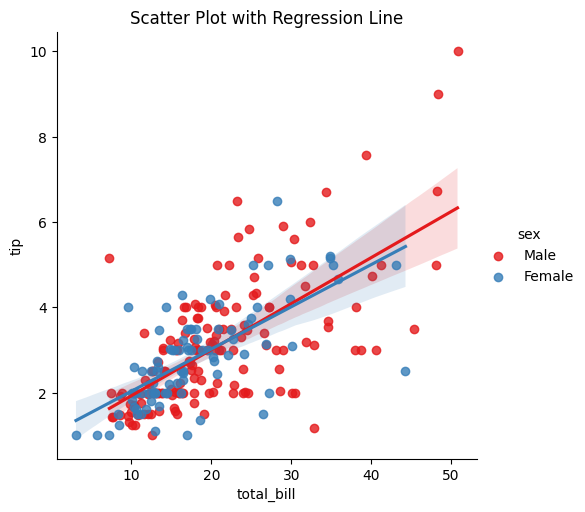 Scatter Plot with Regression Line
10
8
6
4
2
tip
10 20 30 40 50
total_bill
sex
Male
Female